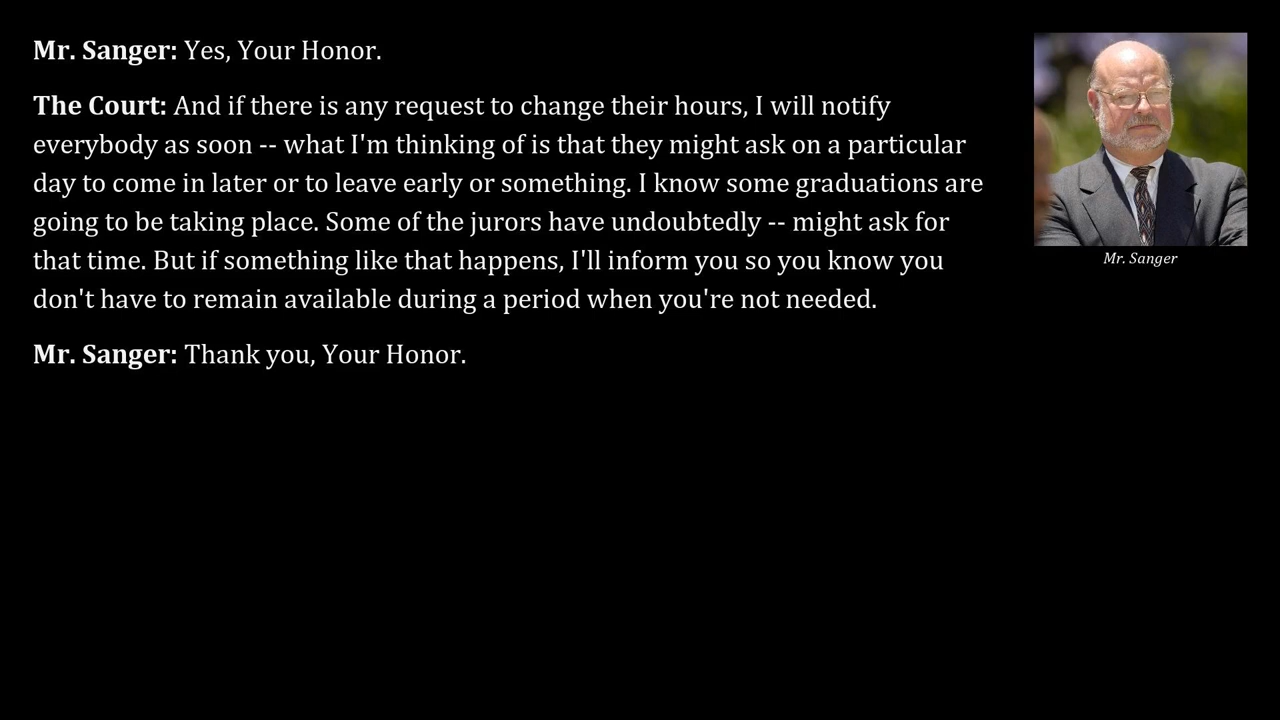 Mr. Sanger: Yes, Your Honor.
The Court: And if there is any request to change their hours, I will notify
everybody as soon -- what I'm thinking of is that they might ask on a particular
day to come in later or to leave early or something. I know some graduations are
going to be taking place. Some of the jurors have undoubtedly -- might ask for
that time. But if something like that happens, I'll inform you so you know you
don't have to remain available during a period when you're not needed.
Mr. Sanger: Thank you, Your Honor.
Mr. Sanger